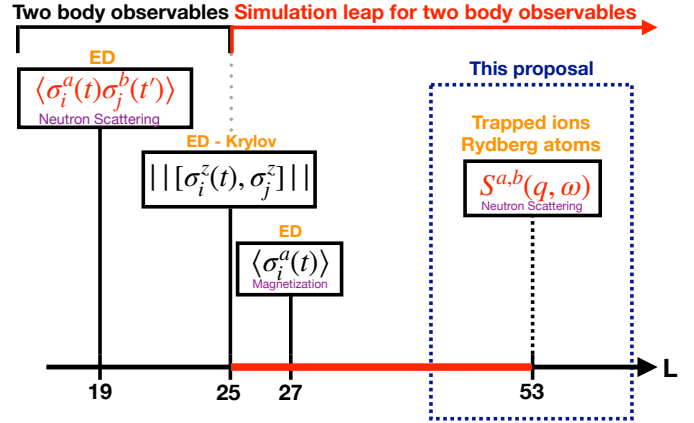 Two body observables Simulation leap for two body observables
ED
⟨σ_i^a(t)σ_j^b(t′)⟩
Neutron Scattering
ED - Krylov
||[σ_i^z(t), σ_j^z]||
ED
⟨σ_i^a(t)⟩
Magnetization
This proposal
Trapped ions
Rydberg atoms
S^{a,b}(q, ω)
Neutron Scattering
L
19 25 27 53